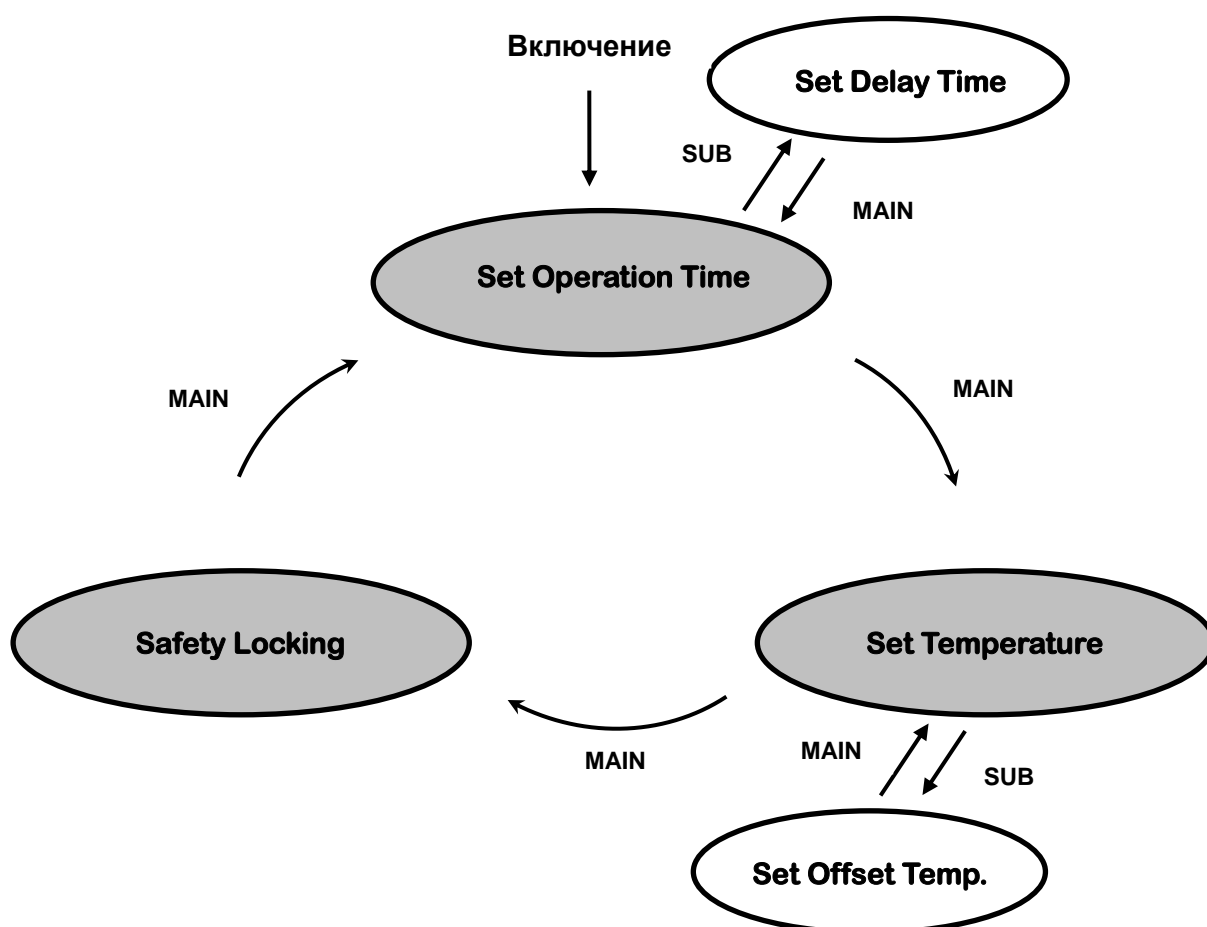 Включение
Set Delay Time
SUB
MAIN
Set Operation Time
MAIN
MAIN
Safety Locking
Set Temperature
MAIN
MAIN
SUB
Set Offset Temp.